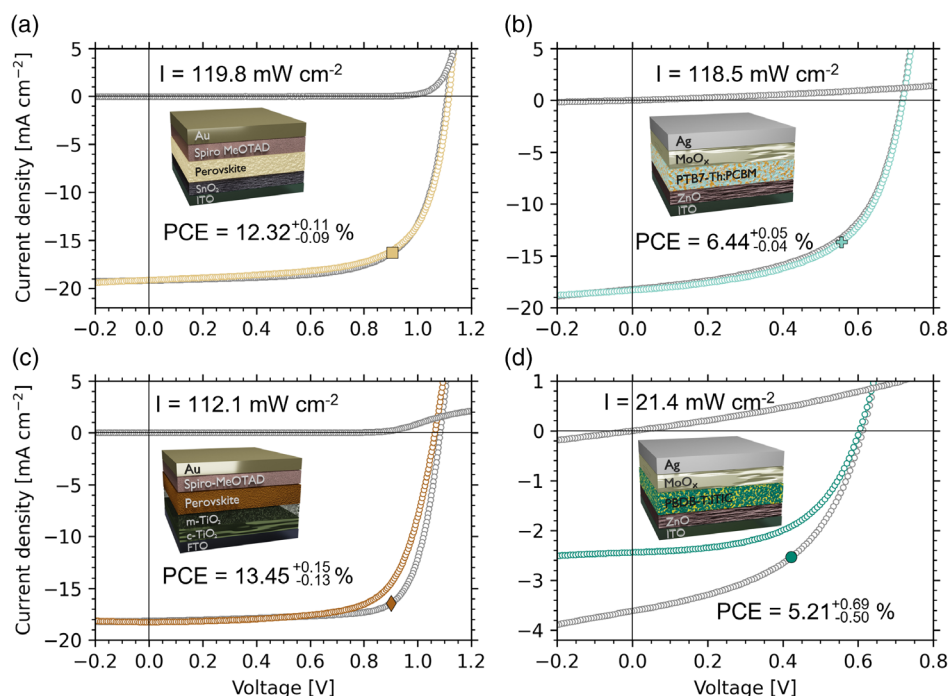 (a)
I = 119.8 mW cm⁻²
Au
Spiro MeOTAD
Perovskite
SnO₂
ITO
PCE = 12.32 +0.11 -0.09 %
Current density [mA cm⁻²]
5
0
−5
−10
−15
−20
−0.2 0.0 0.2 0.4 0.6 0.8 1.0 1.2
(b)
I = 118.5 mW cm⁻²
Ag
MoOₓ
PTB7-Th:PCBM
ZnO
ITO
PCE = 6.44 +0.05 -0.04 %
5
0
−5
−10
−15
−20
−0.2 0.0 0.2 0.4 0.6 0.8
(c)
I = 112.1 mW cm⁻²
Au
Spiro-MeOTAD
Perovskite
m-TiO₂
c-TiO₂
FTO
PCE = 13.45 +0.15 -0.13 %
Current density [mA cm⁻²]
5
0
−5
−10
−15
−20
−0.2 0.0 0.2 0.4 0.6 0.8 1.0 1.2
Voltage [V]
(d)
I = 21.4 mW cm⁻²
Ag
MoOₓ
ZnO
ITO
PCE = 5.21 +0.69 -0.50 %
1
0
−1
−2
−3
−4
−0.2 0.0 0.2 0.4 0.6 0.8
Voltage [V]